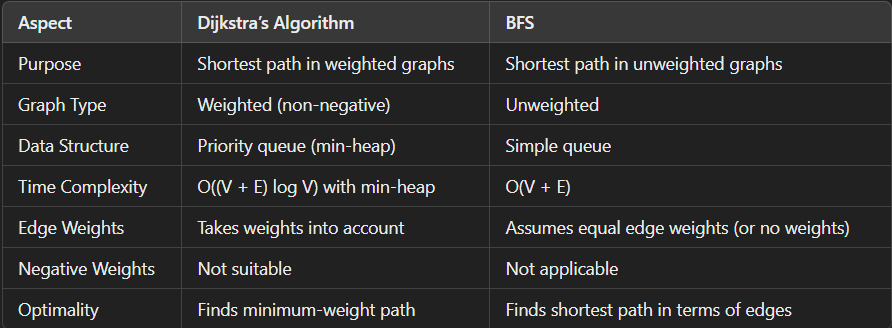 Aspect Dijkstra's Algorithm BFS
Purpose Shortest path in weighted graphs Shortest path in unweighted graphs
Graph Type Weighted (non-negative) Unweighted
Data Structure Priority queue (min-heap) Simple queue
Time Complexity O((V + E) log V) with min-heap O(V + E)
Edge Weights Takes weights into account Assumes equal edge weights (or no weights)
Negative Weights Not suitable Not applicable
Optimality Finds minimum-weight path Finds shortest path in terms of edges